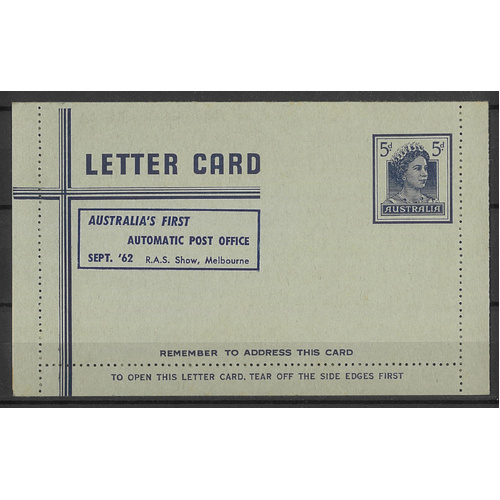 5d 5d
AUSTRALIA
LETTER CARD
AUSTRALIA'S FIRST
AUTOMATIC POST OFFICE
SEPT. '62 R.A.S. Show, Melbourne
REMEMBER TO ADDRESS THIS CARD
TO OPEN THIS LETTER CARD, TEAR OFF THE SIDE EDGES FIRST